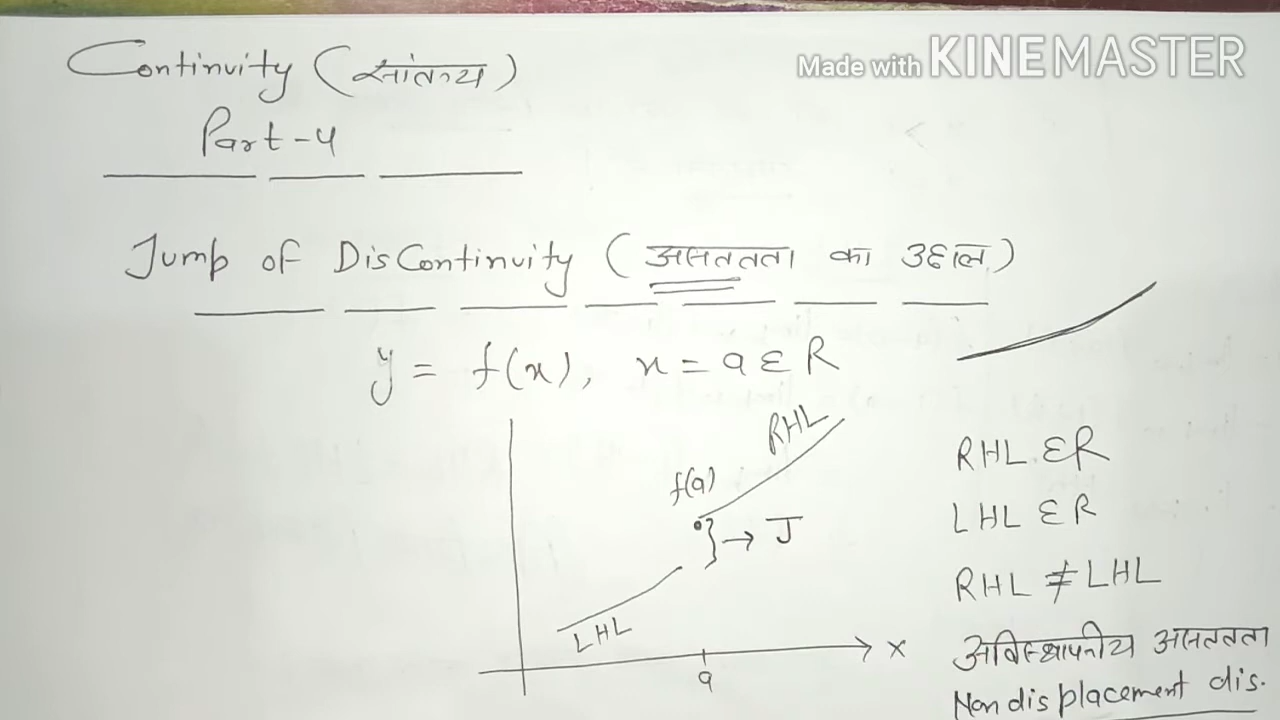 Continuity (सांतत्य)
Made with KINEMASTER
Part-4
Jump of DisContinuity (असततता का उद्दाल)
y = f(x), x = a ∈ R
RHL
f(a)
J
LHL
a
x
RHL ∈ R
LHL ∈ R
RHL ≠ LHL
अविस्थापनीय असततता
Non displacement dis.